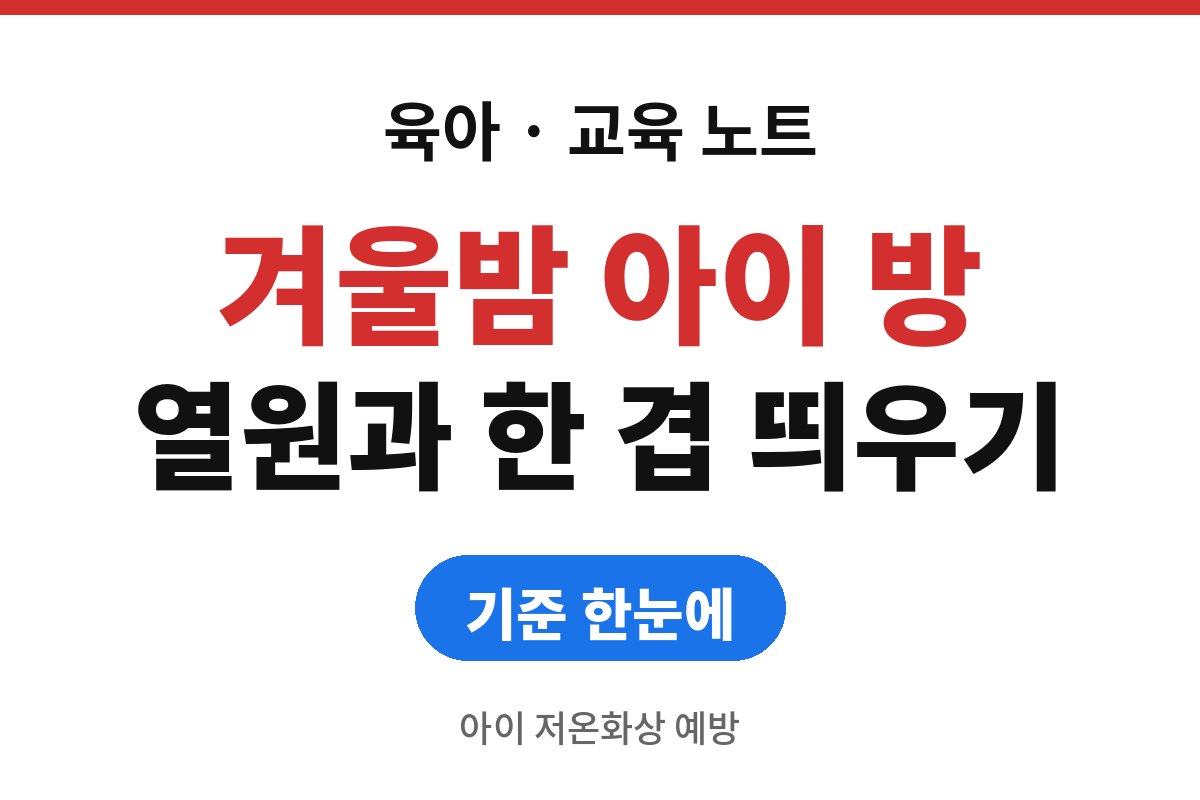 육아 · 교육 노트
겨울밤 아이 방
열원과 한 겹 띄우기
기준 한눈에
아이 저온화상 예방